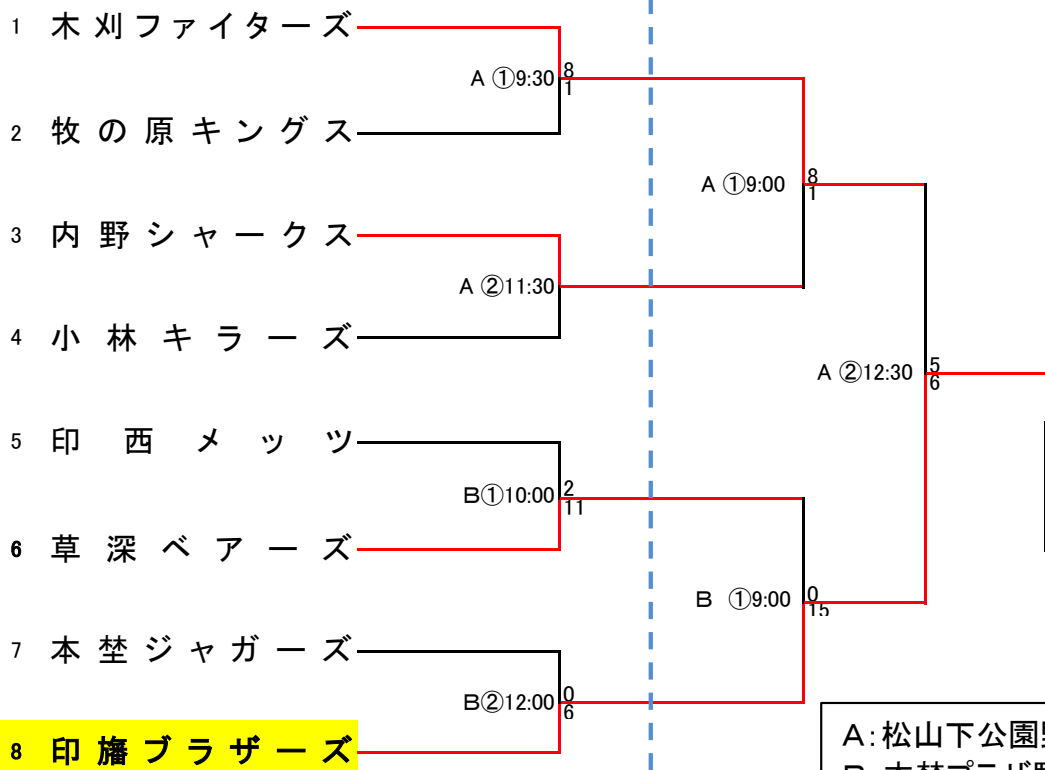 1 木刈ファイターズ
A ①9:30 8
1
2 牧の原キングス
A ①9:00 8
1
3 内野シャークス
A ②11:30
4 小林キラーズ
A ②12:30 5
6
5 印西メッツ
B①10:00 2
11
6 草深ベアーズ
B ①9:00 0
15
7 本埜ジャガーズ
B②12:00 0
6
8 印旛ブラザーズ
A:松山下公園